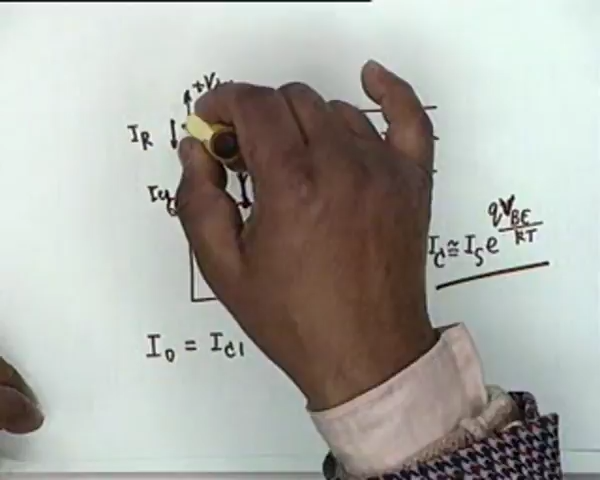 +V
I_R
I_C ≅ I_S e^{qV_BE/kT}
I_0 = I_C1